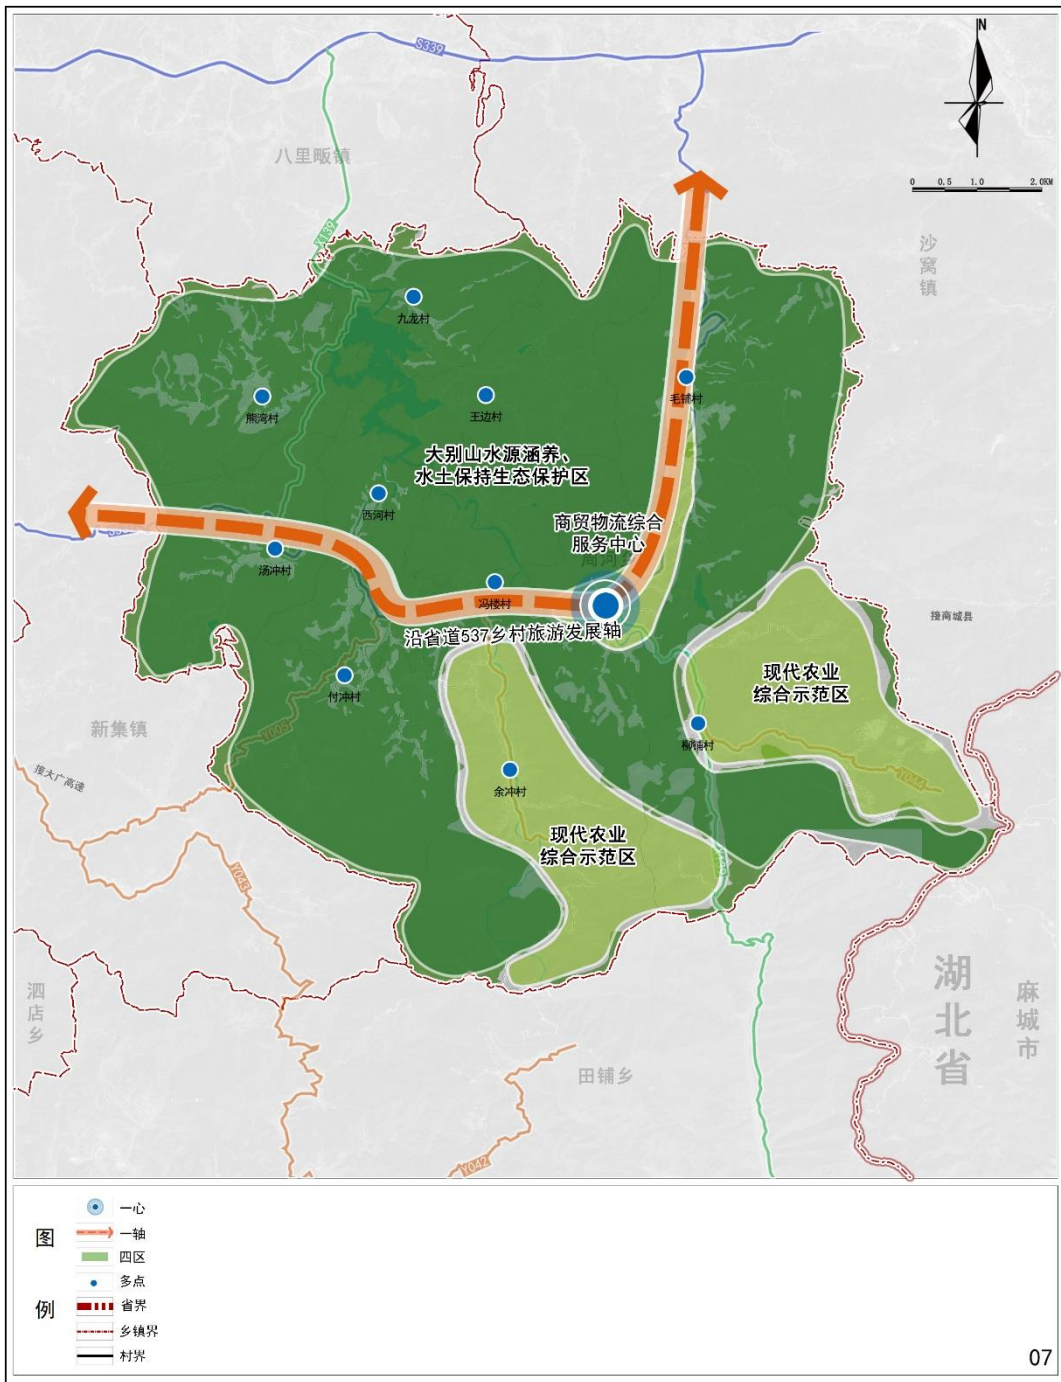 S339
N
0 0.5 1.0 2.0KM
八里畈镇
X139
沙窝镇
九龙村
毛铺村
熊湾村
王边村
大别山水源涵养、
水土保持生态保护区
西河村
商贸物流综合
服务中心
汤冲村
冯楼村
接商城县
沿省道537乡村旅游发展轴
现代农业
综合示范区
付冲村
新集镇
Y005
柳铺村
接大广高速
余冲村
Y044
现代农业
综合示范区
Y043
湖北省
麻城市
泗店乡
田铺乡
Y042
图例
一心
一轴
四区
多点
省界
乡镇界
村界
07